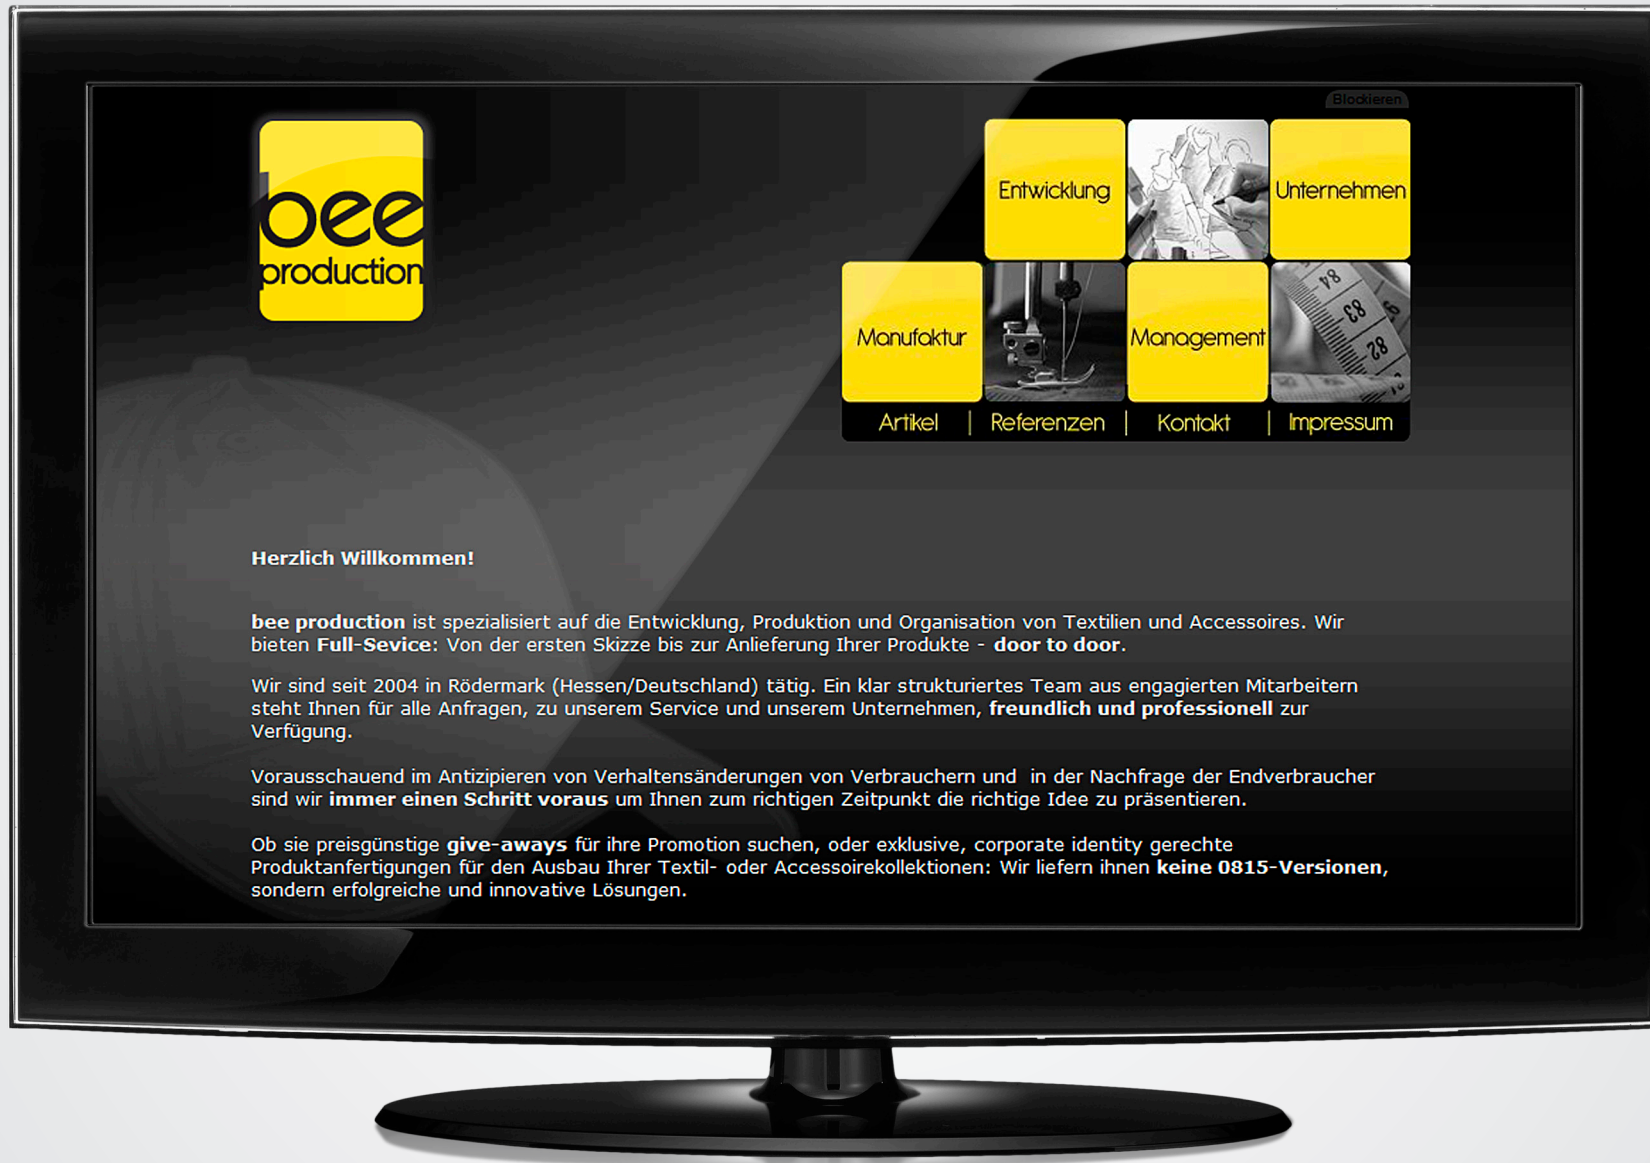 Blockieren
bee
production
Entwicklung
Unternehmen
Manufaktur
Management
84
83
82
Artikel | Referenzen | Kontakt | Impressum
Herzlich Willkommen!
bee production ist spezialisiert auf die Entwicklung, Produktion und Organisation von Textilien und Accessoires. Wir
bieten Full-Sevice: Von der ersten Skizze bis zur Anlieferung Ihrer Produkte - door to door.
Wir sind seit 2004 in Rödermark (Hessen/Deutschland) tätig. Ein klar strukturiertes Team aus engagierten Mitarbeitern
steht Ihnen für alle Anfragen, zu unserem Service und unserem Unternehmen, freundlich und professionell zur
Verfügung.
Vorausschauend im Antizipieren von Verhaltensänderungen von Verbrauchern und  in der Nachfrage der Endverbraucher
sind wir immer einen Schritt voraus um Ihnen zum richtigen Zeitpunkt die richtige Idee zu präsentieren.
Ob sie preisgünstige give-aways für ihre Promotion suchen, oder exklusive, corporate identity gerechte
Produktanfertigungen für den Ausbau Ihrer Textil- oder Accessoirekollektionen: Wir liefern ihnen keine 0815-Versionen,
sondern erfolgreiche und innovative Lösungen.